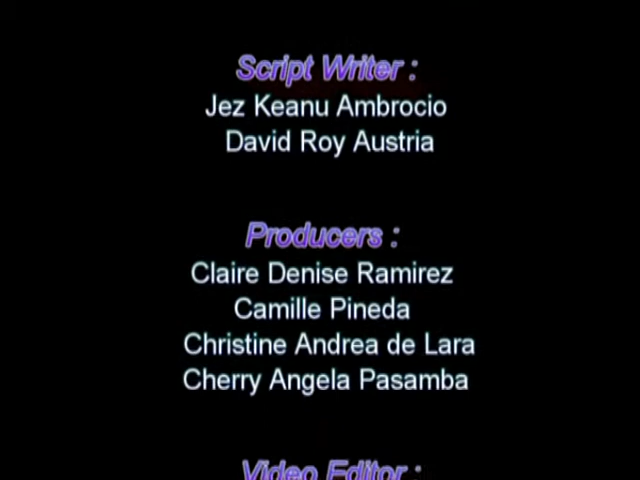 Script Writer :
Jez Keanu Ambrocio
David Roy Austria
Producers :
Claire Denise Ramirez
Camille Pineda
Christine Andrea de Lara
Cherry Angela Pasamba
Video Editor :